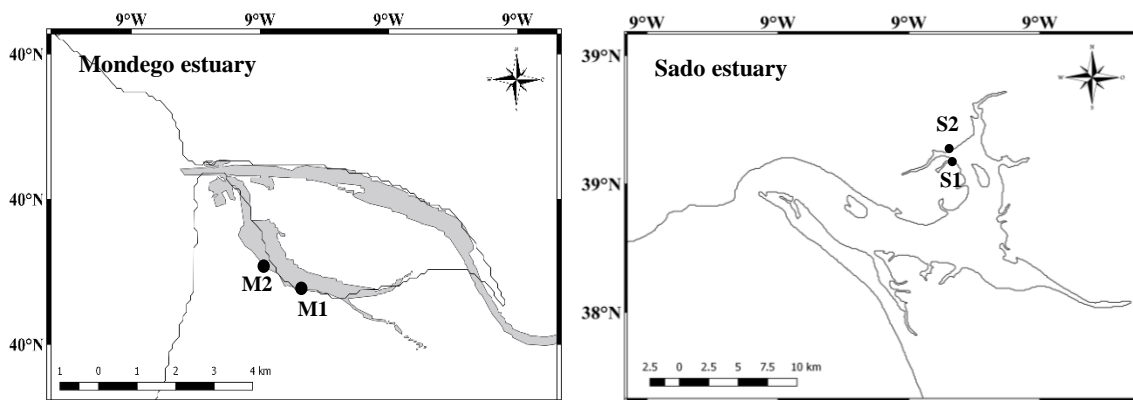 9°W 9°W 9°W 9°W
40°N
Mondego estuary
N
40°N
M2
M1
40°N
1 0 1 2 3 4 km
9°W 9°W 9°W 9°W
39°N
Sado estuary
N
W O
S
S2
S1
39°N
38°N
2.5 0 2.5 5 7.5 10 km